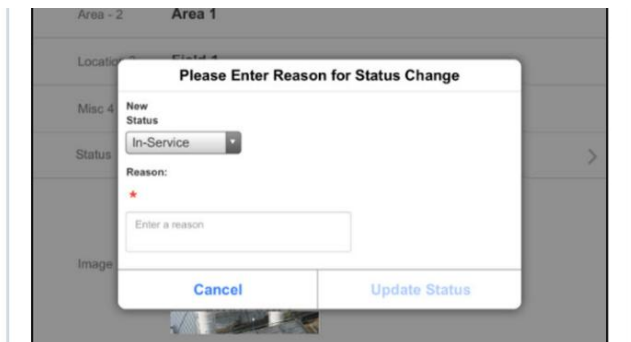 Area - 2 Area 1
Please Enter Reason for Status Change
Misc 4
New
Status
In-Service
Status
Reason:
*
Enter a reason
Image
Cancel Update Status